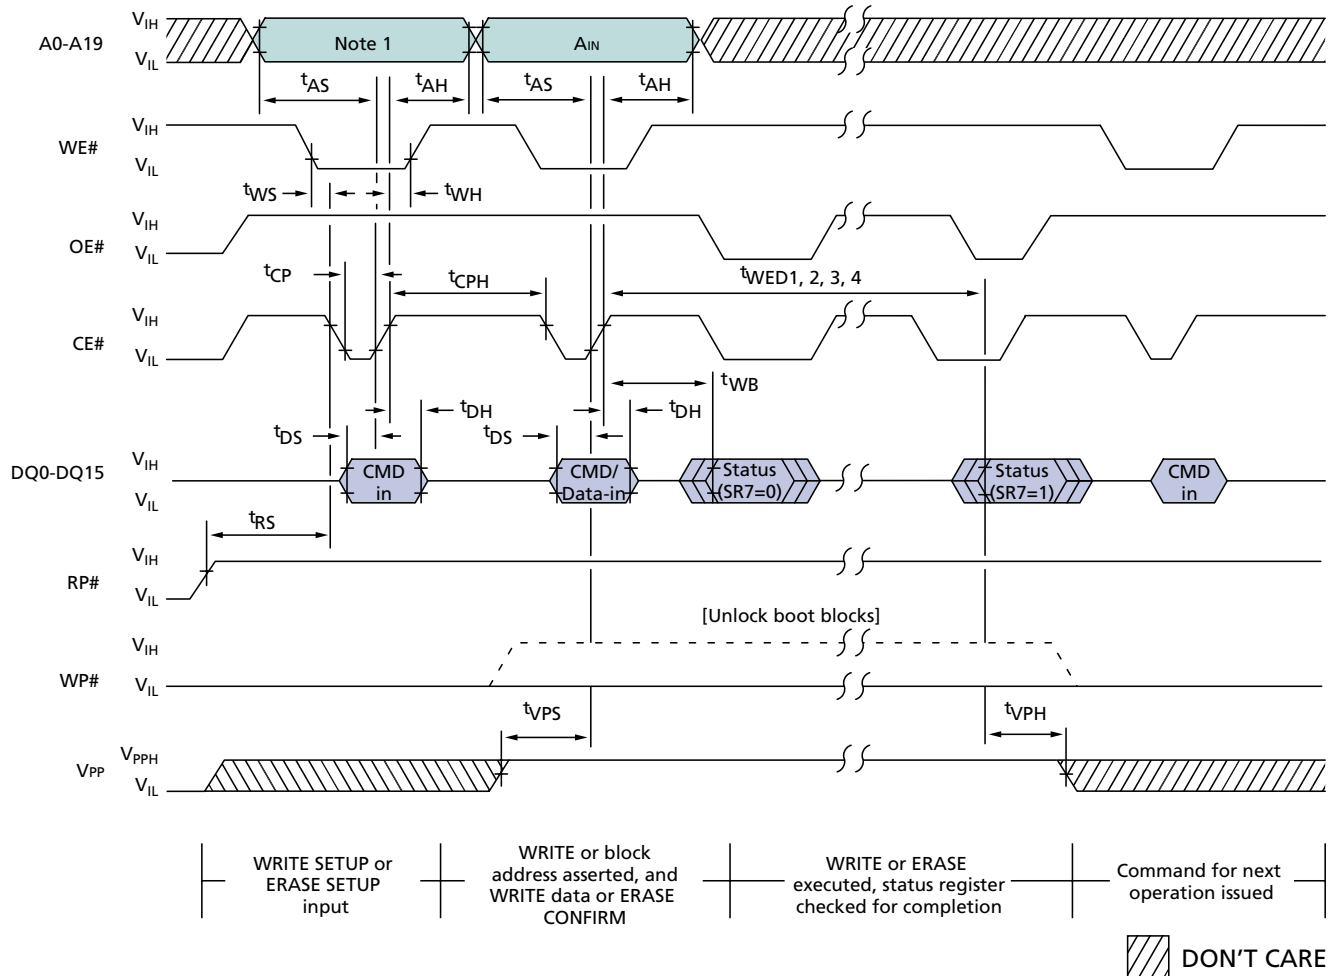 A0-A19
VIH
VIL
Note 1
AIN
tAS
tAH
tAS
tAH
WE#
VIH
VIL
tWS
tWH
OE#
VIH
VIL
tCP
tCPH
tWED1, 2, 3, 4
CE#
VIH
VIL
tWB
tDH
tDH
tDS
tDS
DQ0-DQ15
VIH
VIL
CMD
in
CMD/
Data-in
Status
(SR7=0)
Status
(SR7=1)
CMD
in
tRS
RP#
VIH
VIL
[Unlock boot blocks]
WP#
VIH
VIL
tVPS
tVPH
VPP
VPPH
VIL
WRITE SETUP or
ERASE SETUP
input
WRITE or block
address asserted, and
WRITE data or ERASE
CONFIRM
WRITE or ERASE
executed, status register
checked for completion
Command for next
operation issued
DON'T CARE